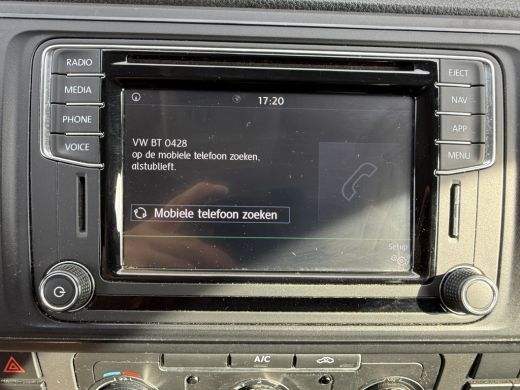 RADIO
MEDIA
PHONE
VOICE
EJECT
NAV
APP
MENU
17:20
VW BT 0428
op de mobiele telefoon zoeken,
alstublieft.
Mobiele telefoon zoeken
Setup
A/C